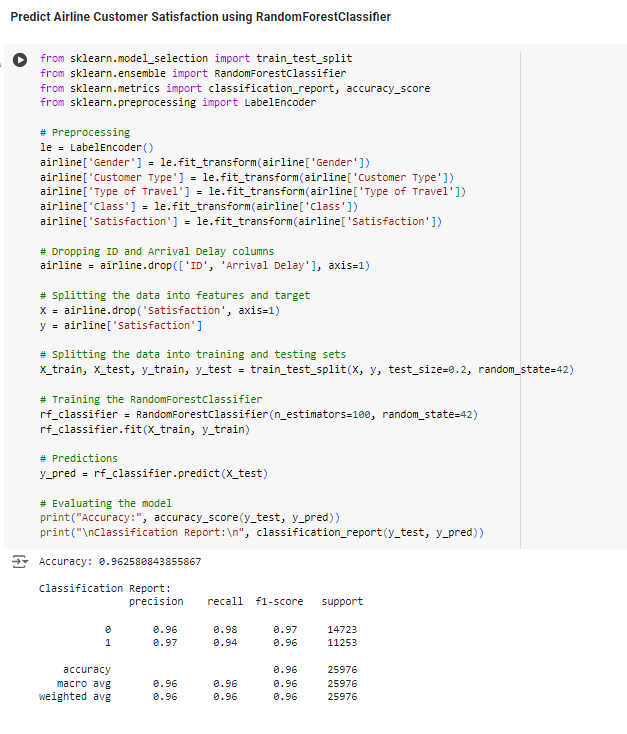 Predict Airline Customer Satisfaction using RandomForestClassifier
from sklearn.model_selection import train_test_split
from sklearn.ensemble import RandomForestClassifier
from sklearn.metrics import classification_report, accuracy_score
from sklearn.preprocessing import LabelEncoder
# Preprocessing
le = LabelEncoder()
airline['Gender'] = le.fit_transform(airline['Gender'])
airline['Customer Type'] = le.fit_transform(airline['Customer Type'])
airline['Type of Travel'] = le.fit_transform(airline['Type of Travel'])
airline['Class'] = le.fit_transform(airline['Class'])
airline['Satisfaction'] = le.fit_transform(airline['Satisfaction'])
# Dropping ID and Arrival Delay columns
airline = airline.drop(['ID', 'Arrival Delay'], axis=1)
# Splitting the data into features and target
X = airline.drop('Satisfaction', axis=1)
y = airline['Satisfaction']
# Splitting the data into training and testing sets
X_train, X_test, y_train, y_test = train_test_split(X, y, test_size=0.2, random_state=42)
# Training the RandomForestClassifier
rf_classifier = RandomForestClassifier(n_estimators=100, random_state=42)
rf_classifier.fit(X_train, y_train)
# Predictions
y_pred = rf_classifier.predict(X_test)
# Evaluating the model
print("Accuracy:", accuracy_score(y_test, y_pred))
print("\nClassification Report:\n", classification_report(y_test, y_pred))
Accuracy: 0.962580843855867
Classification Report:
precision recall f1-score support
0 0.96 0.98 0.97 14723
1 0.97 0.94 0.96 11253
accuracy 0.96 25976
macro avg 0.96 0.96 0.96 25976
weighted avg 0.96 0.96 0.96 25976